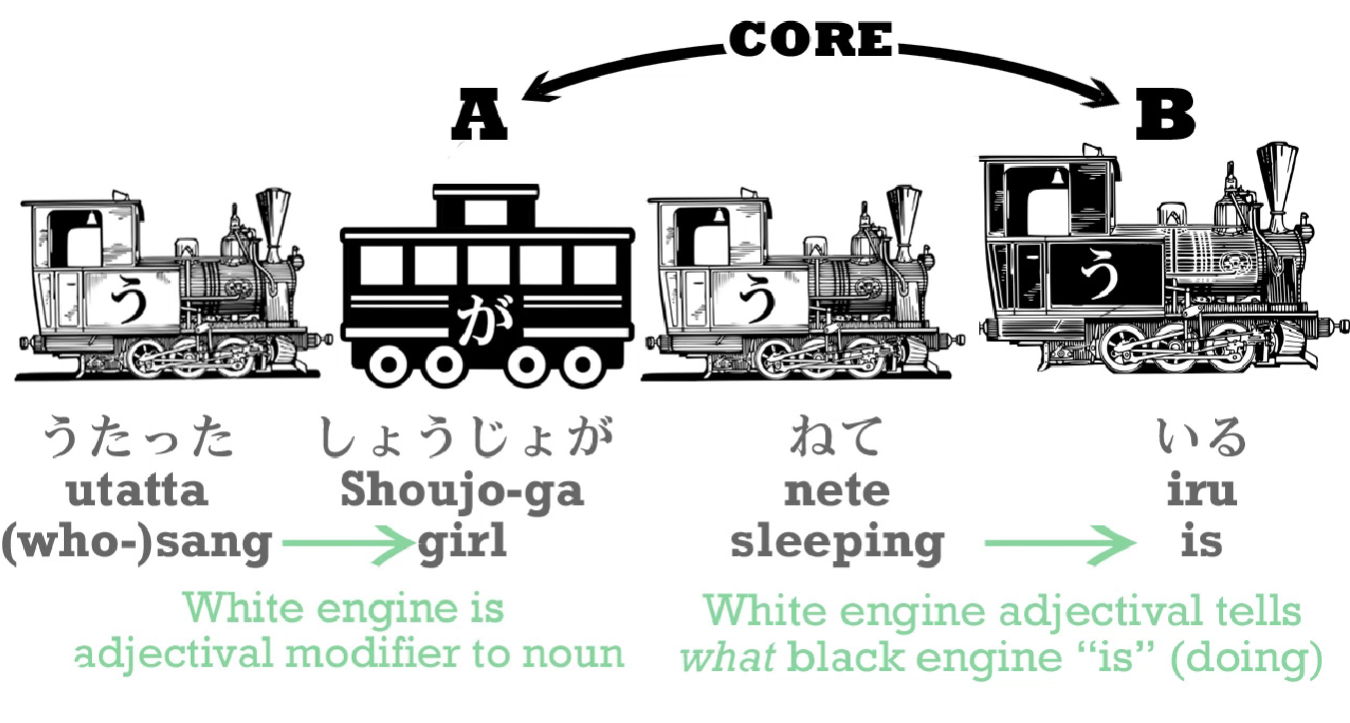 CORE
A
B
う
が
う
う
うたった しょうじょが ねて いる
utatta Shoujo-ga nete iru
(who-)sang girl sleeping is
White engine is
adjectival modifier to noun
White engine adjectival tells
what black engine “is” (doing)